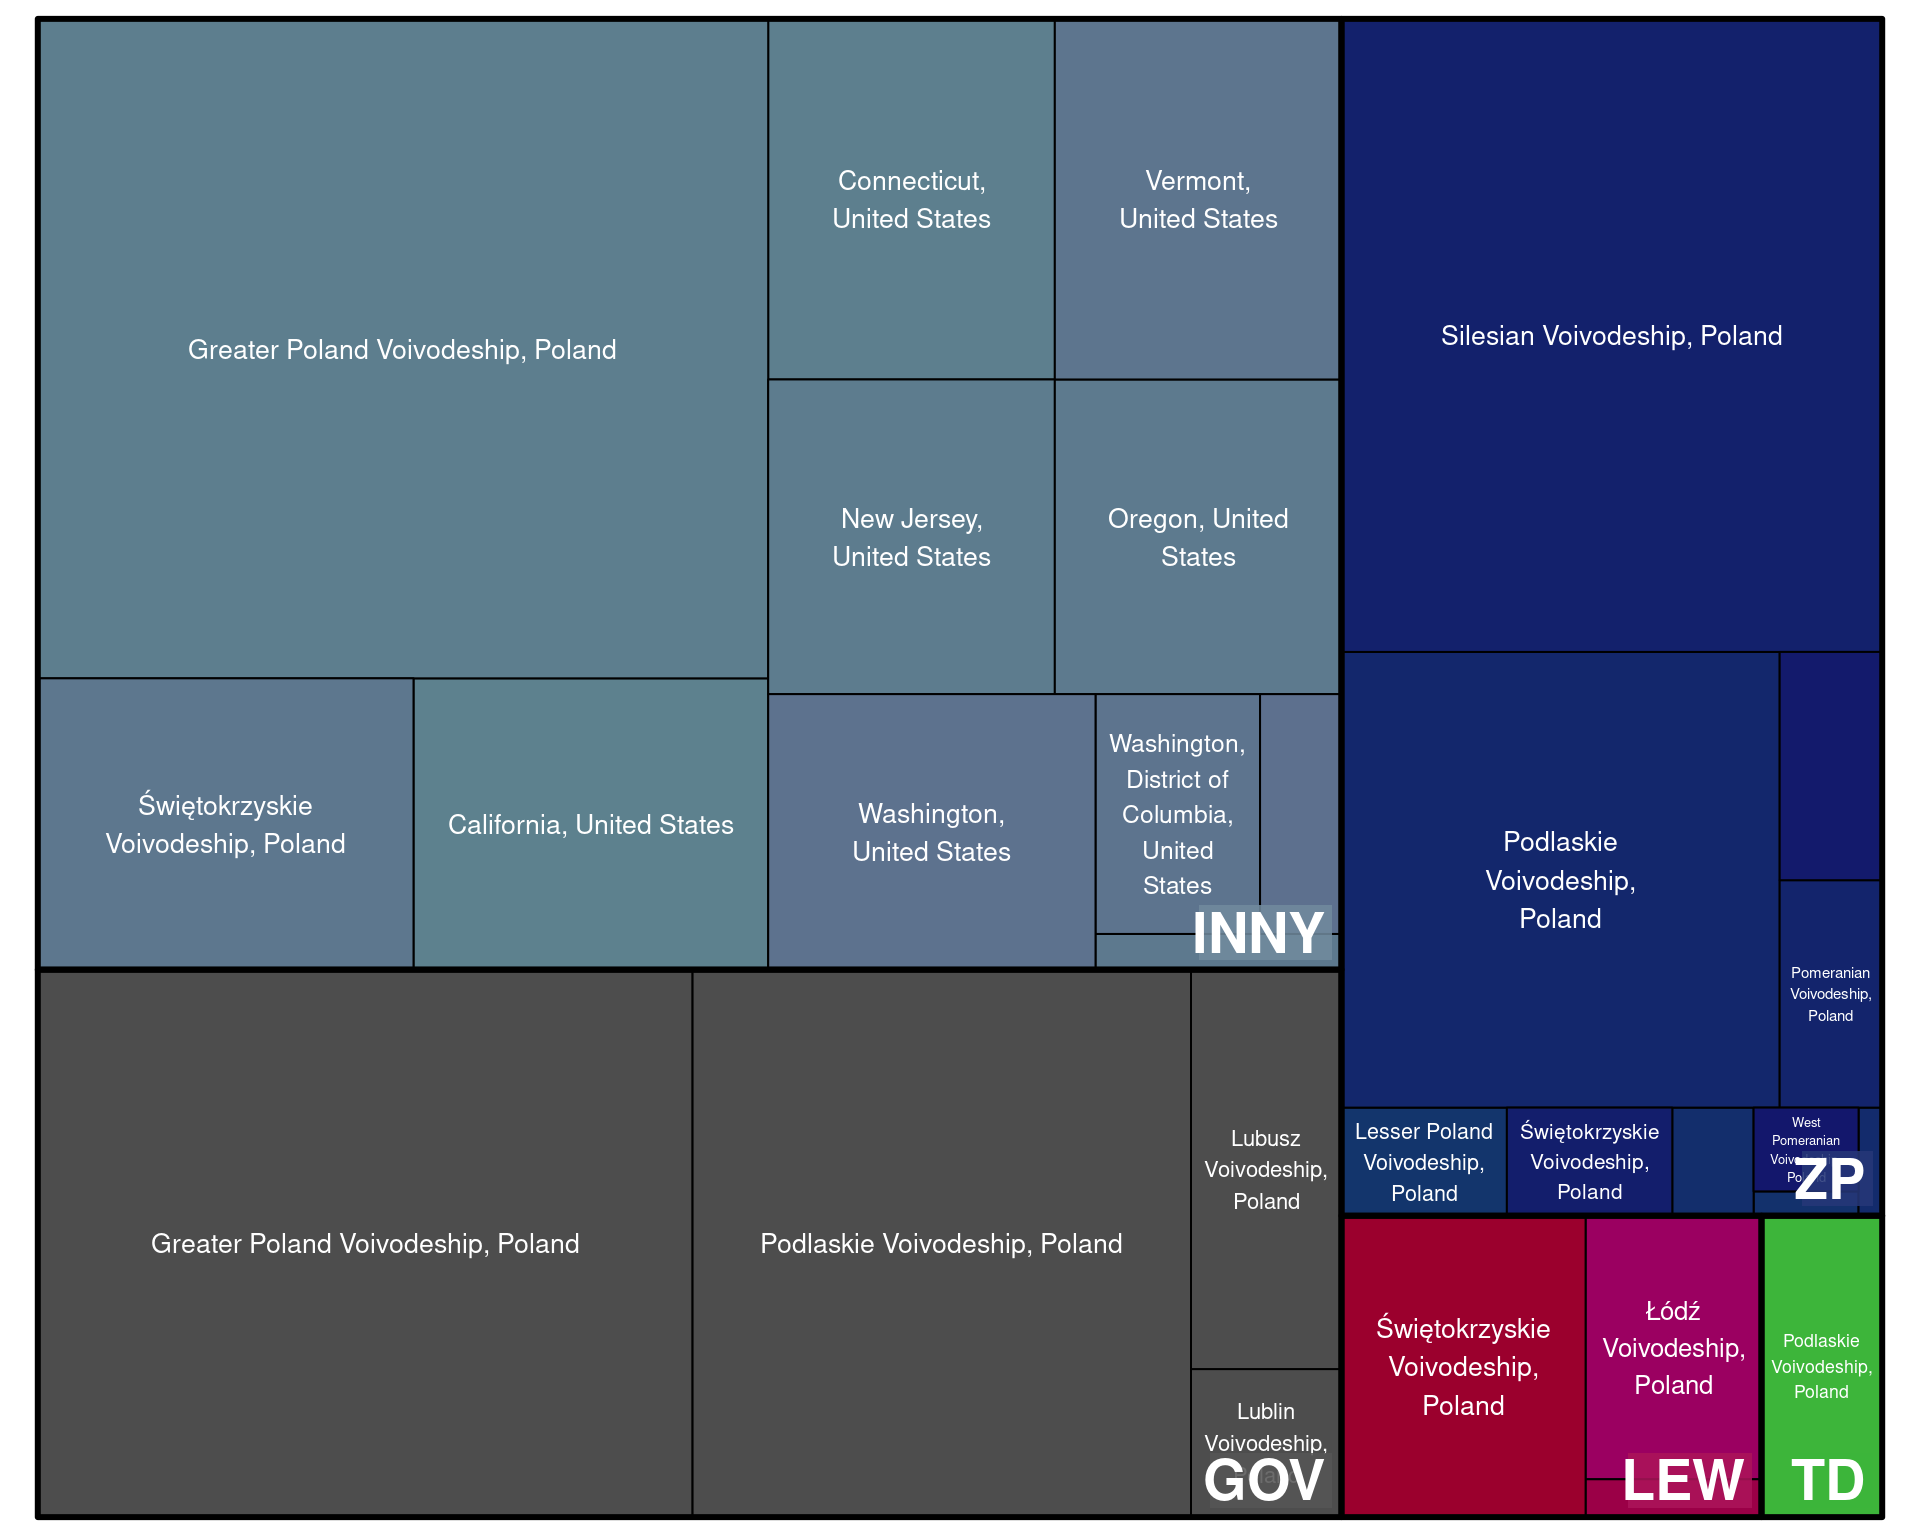 Greater Poland Voivodeship, Poland
Connecticut,
United States
Vermont,
United States
New Jersey,
United States
Oregon, United
States
Świętokrzyskie
Voivodeship, Poland
California, United States
Washington,
United States
Washington,
District of
Columbia,
United
States
INNY
Greater Poland Voivodeship, Poland
Podlaskie Voivodeship, Poland
Lubusz
Voivodeship,
Poland
Lublin
Voivodeship,
GOV
Silesian Voivodeship, Poland
Podlaskie
Voivodeship,
Poland
Pomeranian
Voivodeship,
Poland
Lesser Poland
Voivodeship,
Poland
Świętokrzyskie
Voivodeship,
Poland
West
Pomeranian
ZP
Świętokrzyskie
Voivodeship,
Poland
Łódź
Voivodeship,
Poland
LEW
Podlaskie
Voivodeship,
Poland
TD